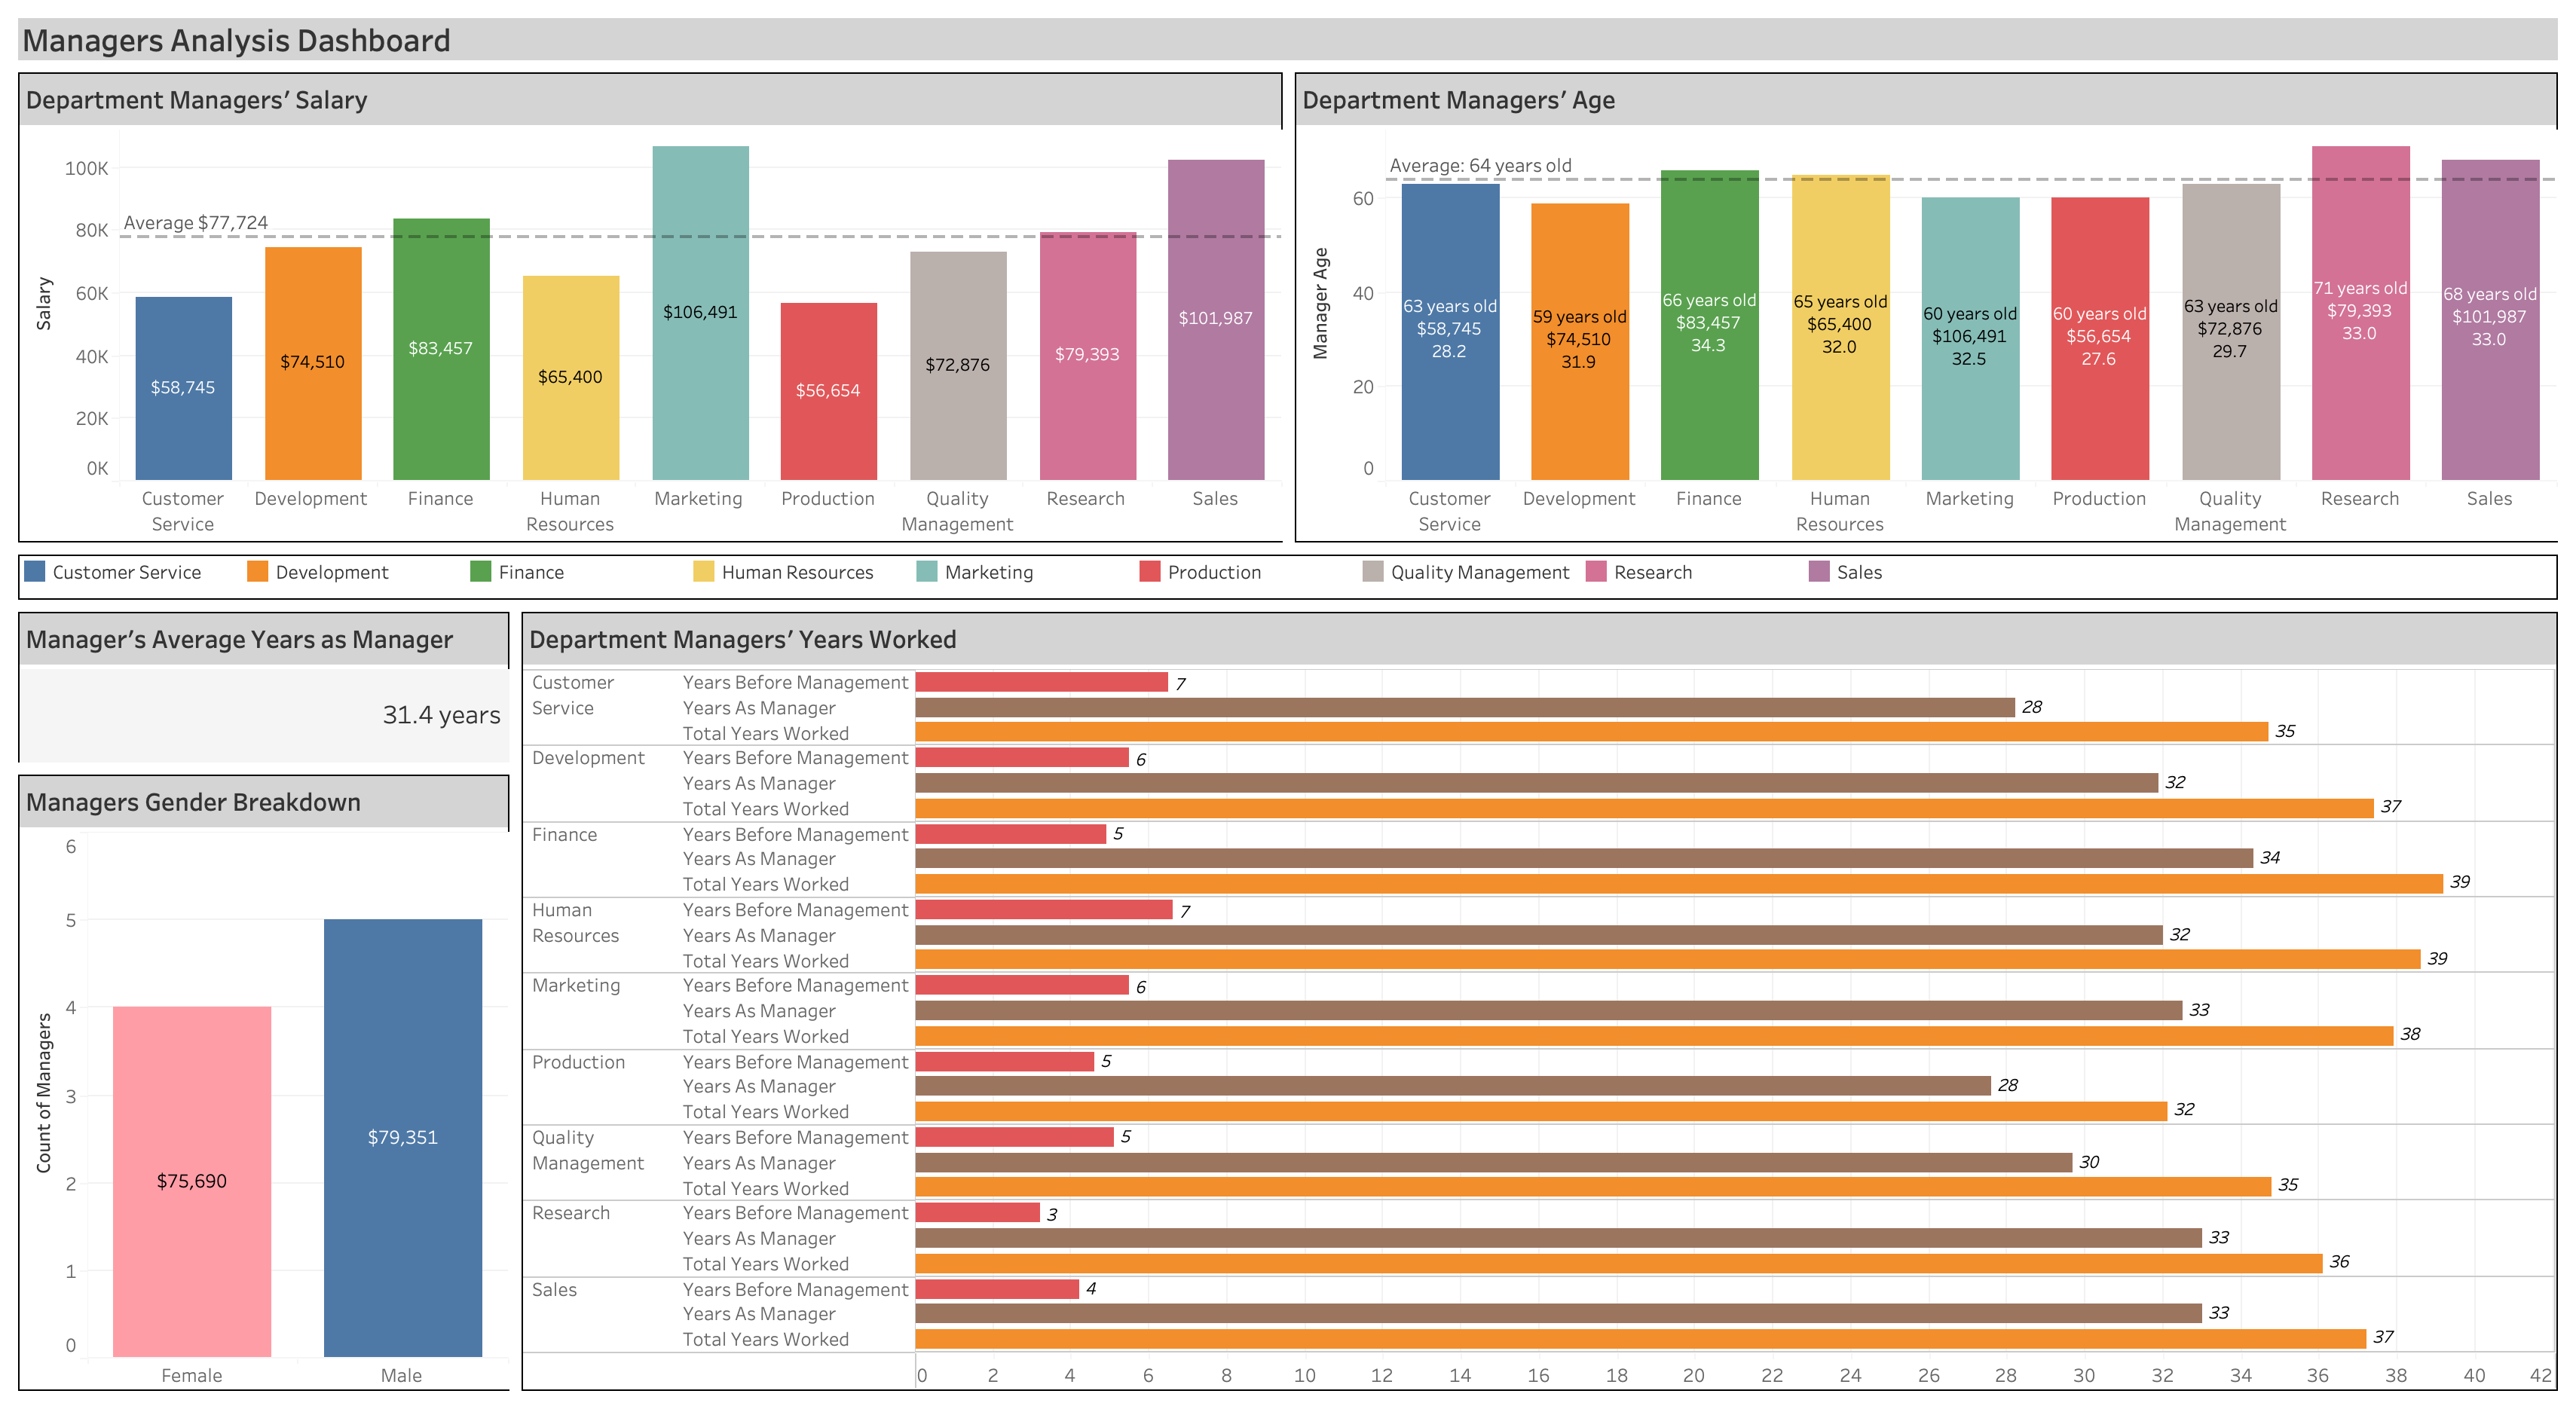 Managers Analysis Dashboard
Department Managers’ Salary
Salary
100K
80K
60K
40K
20K
0K
Average $77,724
$58,745
$74,510
$83,457
$65,400
$106,491
$56,654
$72,876
$79,393
$101,987
Customer Service
Development
Finance
Human Resources
Marketing
Production
Quality Management
Research
Sales
Department Managers’ Age
Manager Age
60
40
20
0
Average: 64 years old
63 years old
$58,745
28.2
59 years old
$74,510
31.9
66 years old
$83,457
34.3
65 years old
$65,400
32.0
60 years old
$106,491
32.5
60 years old
$56,654
27.6
63 years old
$72,876
29.7
71 years old
$79,393
33.0
68 years old
$101,987
33.0
Customer Service
Development
Finance
Human Resources
Marketing
Production
Quality Management
Research
Sales
Customer Service
Development
Finance
Human Resources
Marketing
Production
Quality Management
Research
Sales
Manager’s Average Years as Manager
31.4 years
Managers Gender Breakdown
Count of Managers
6
5
4
3
2
1
0
$75,690
$79,351
Female
Male
Department Managers’ Years Worked
Customer Service
Years Before Management 7
Years As Manager 28
Total Years Worked 35
Development
Years Before Management 6
Years As Manager 32
Total Years Worked 37
Finance
Years Before Management 5
Years As Manager 34
Total Years Worked 39
Human Resources
Years Before Management 7
Years As Manager 32
Total Years Worked 39
Marketing
Years Before Management 6
Years As Manager 33
Total Years Worked 38
Production
Years Before Management 5
Years As Manager 28
Total Years Worked 32
Quality Management
Years Before Management 5
Years As Manager 30
Total Years Worked 35
Research
Years Before Management 3
Years As Manager 33
Total Years Worked 36
Sales
Years Before Management 4
Years As Manager 33
Total Years Worked 37
0 2 4 6 8 10 12 14 16 18 20 22 24 26 28 30 32 34 36 38 40 42